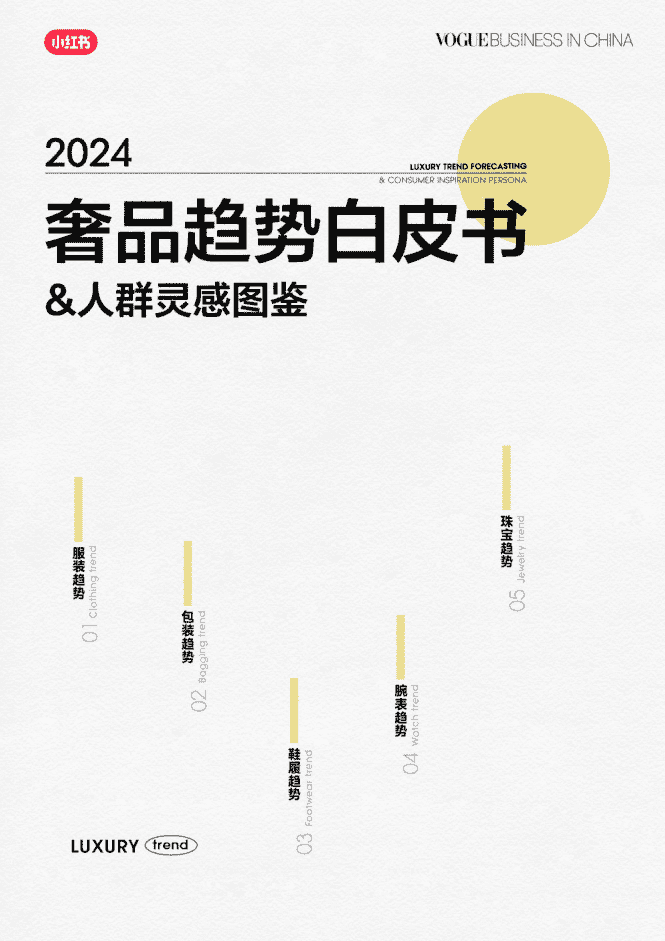 小红书
VOGUE BUSINESS IN CHINA
2024
LUXURY TREND FORECASTING
& CONSUMER INSPIRATION PERSONA
奢品趋势白皮书
&人群灵感图鉴
服装趋势
01 Clothing trend
包装趋势
02 Bagging trend
鞋履趋势
03 Footwear trend
腕表趋势
04 Watch trend
珠宝趋势
05 Jewelry trend
LUXURY trend